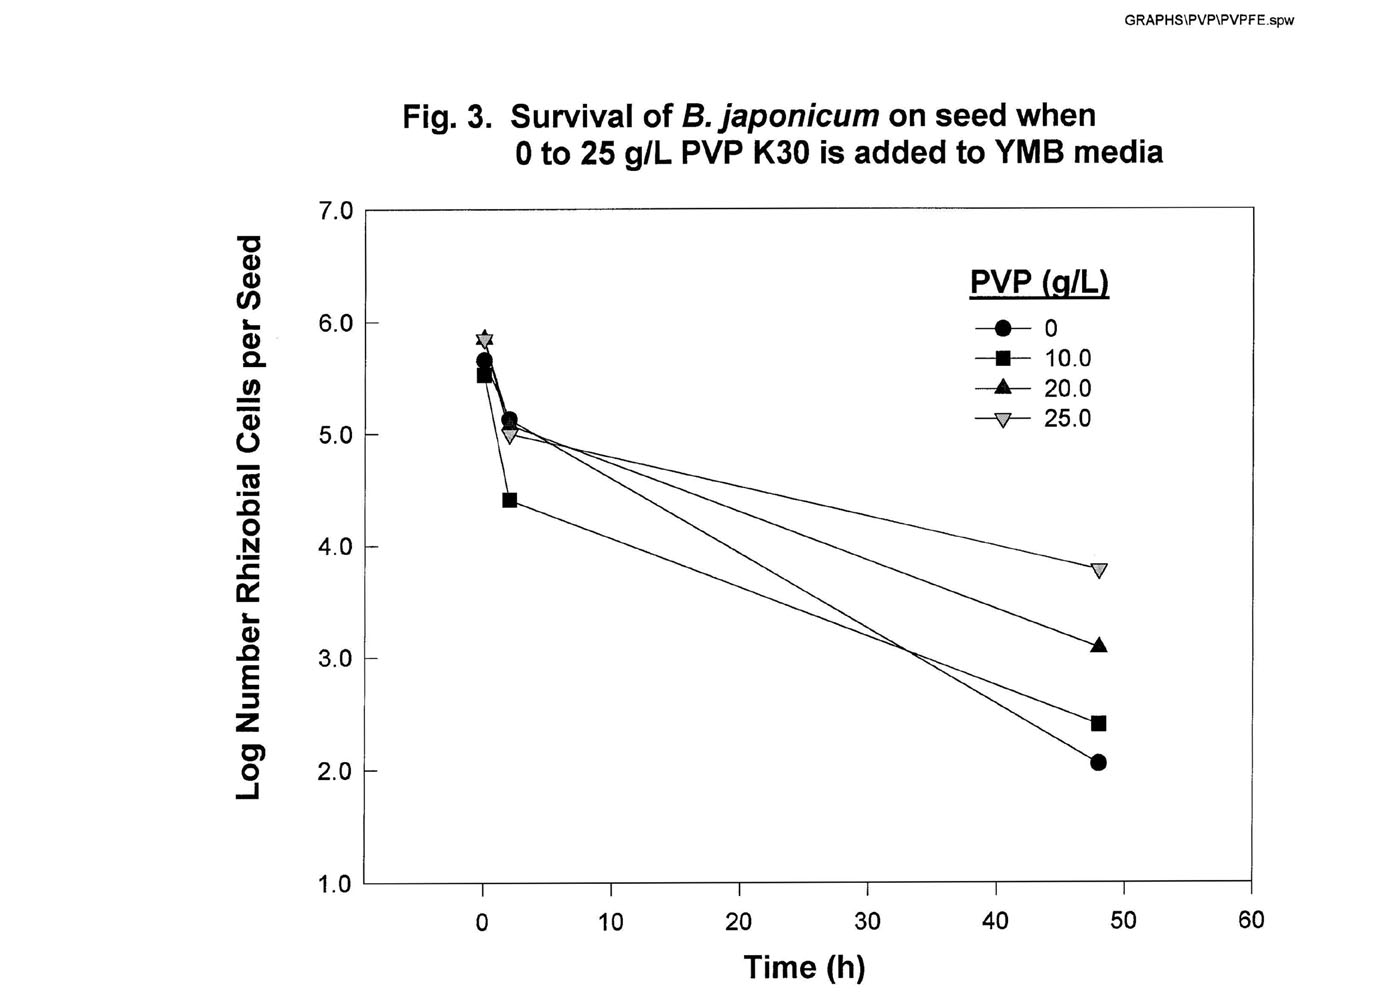 GRAPHS\PVP\PVPFE.spw
Fig. 3. Survival of B. japonicum on seed when
0 to 25 g/L PVP K30 is added to YMB media
Log Number Rhizobial Cells per Seed
7.0
6.0
5.0
4.0
3.0
2.0
1.0
PVP (g/L)
0
10.0
20.0
25.0
0 10 20 30 40 50 60
Time (h)